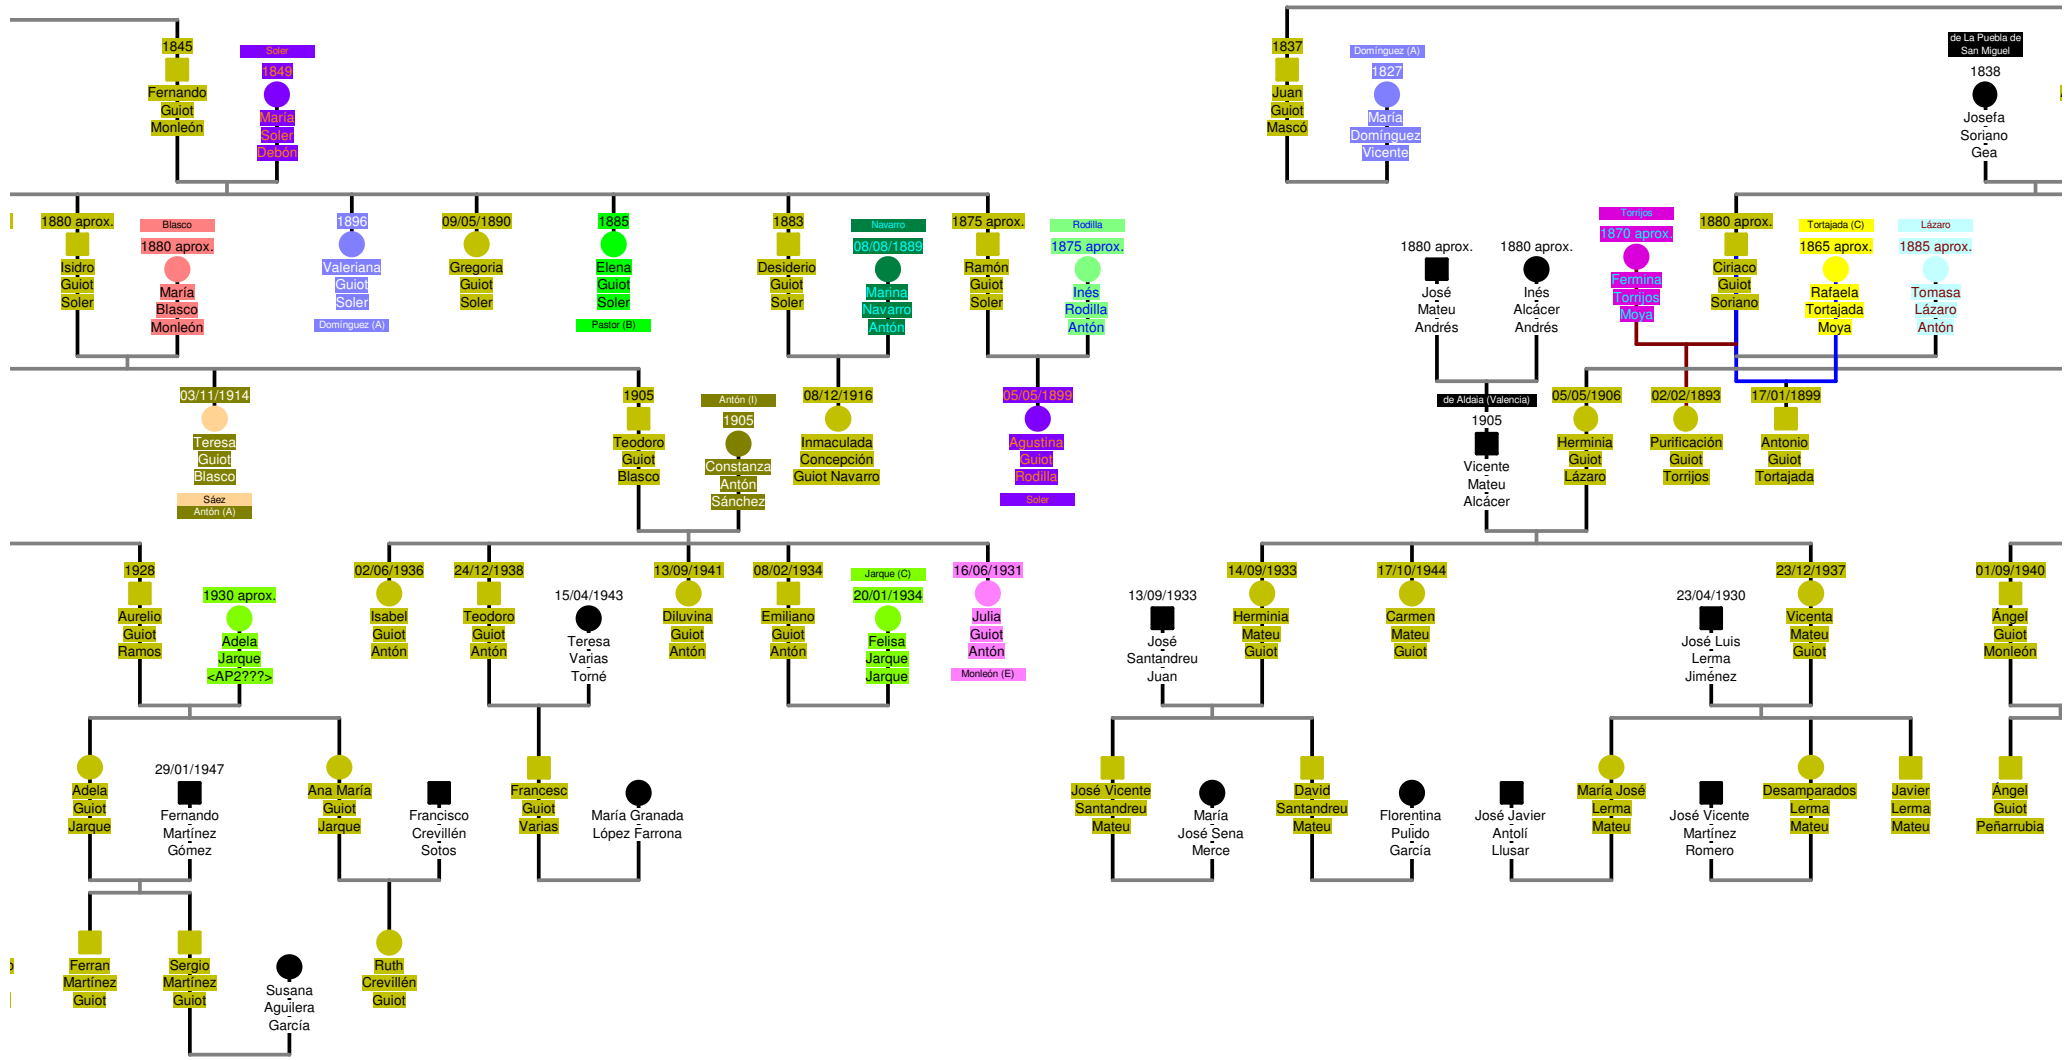 1845
Fernando
Guiot
Monleón
Soler
1849
María
Soler
Debón
1837
Juan
Guiot
Mascó
Domínguez (A)
1827
María
Domínguez
Vicente
de La Puebla de
San Miguel
1838
Josefa
Soriano
Gea
1880 aprox.
Isidro
Guiot
Soler
Blasco
1880 aprox.
María
Blasco
Monleón
1896
Valeriana
Guiot
Soler
Domínguez (A)
09/05/1890
Gregoria
Guiot
Soler
1885
Elena
Guiot
Soler
Pastor (B)
1883
Desiderio
Guiot
Soler
Navarro
08/08/1889
Marina
Navarro
Antón
1875 aprox.
Ramón
Guiot
Soler
Rodilla
1875 aprox.
Inés
Rodilla
Antón
1880 aprox.
José
Mateu
Andrés
1880 aprox.
Inés
Alcácer
Andrés
Torrijos
1870 aprox.
Fermina
Torrijos
Moya
1880 aprox.
Ciriaco
Guiot
Soriano
Tortajada (C)
1865 aprox.
Rafaela
Tortajada
Moya
Lázaro
1885 aprox.
Tomasa
Lázaro
Antón
03/11/1914
Teresa
Guiot
Blasco
Sáez
Antón (A)
1905
Teodoro
Guiot
Blasco
Antón (I)
1905
Constanza
Antón
Sánchez
08/12/1916
Inmaculada
Concepción
Guiot Navarro
05/05/1899
Agustina
Guiot
Rodilla
Soler
de Aldaia (Valencia)
1905
Vicente
Mateu
Alcácer
05/05/1906
Herminia
Guiot
Lázaro
02/02/1893
Purificación
Guiot
Torrijos
17/01/1899
Antonio
Guiot
Tortajada
1928
Aurelio
Guiot
Ramos
1930 aprox.
Adela
Jarque
<AP2???>
02/06/1936
Isabel
Guiot
Antón
24/12/1938
Teodoro
Guiot
Antón
15/04/1943
Teresa
Varias
Torné
13/09/1941
Diluvina
Guiot
Antón
08/02/1934
Emiliano
Guiot
Antón
Jarque (C)
20/01/1934
Felisa
Jarque
Jarque
16/06/1931
Julia
Guiot
Antón
Monleón (E)
13/09/1933
José
Santandreu
Juan
14/09/1933
Herminia
Mateu
Guiot
17/10/1944
Carmen
Mateu
Guiot
23/04/1930
José Luis
Lerma
Jiménez
23/12/1937
Vicenta
Mateu
Guiot
01/09/1940
Ángel
Guiot
Monleón
Adela
Guiot
Jarque
29/01/1947
Fernando
Martínez
Gómez
Ana María
Guiot
Jarque
Francisco
Crevillén
Sotos
Francesc
Guiot
Varias
María Granada
López Farrona
José Vicente
Santandreu
Mateu
María
José Sena
Merce
David
Santandreu
Mateu
Florentina
Pulido
García
José Javier
Antolí
Llusar
María José
Lerma
Mateu
José Vicente
Martínez
Romero
Desamparados
Lerma
Mateu
Javier
Lerma
Mateu
Ángel
Guiot
Peñarrubia
Ferran
Martínez
Guiot
Sergio
Martínez
Guiot
Susana
Aguilera
García
Ruth
Crevillén
Guiot